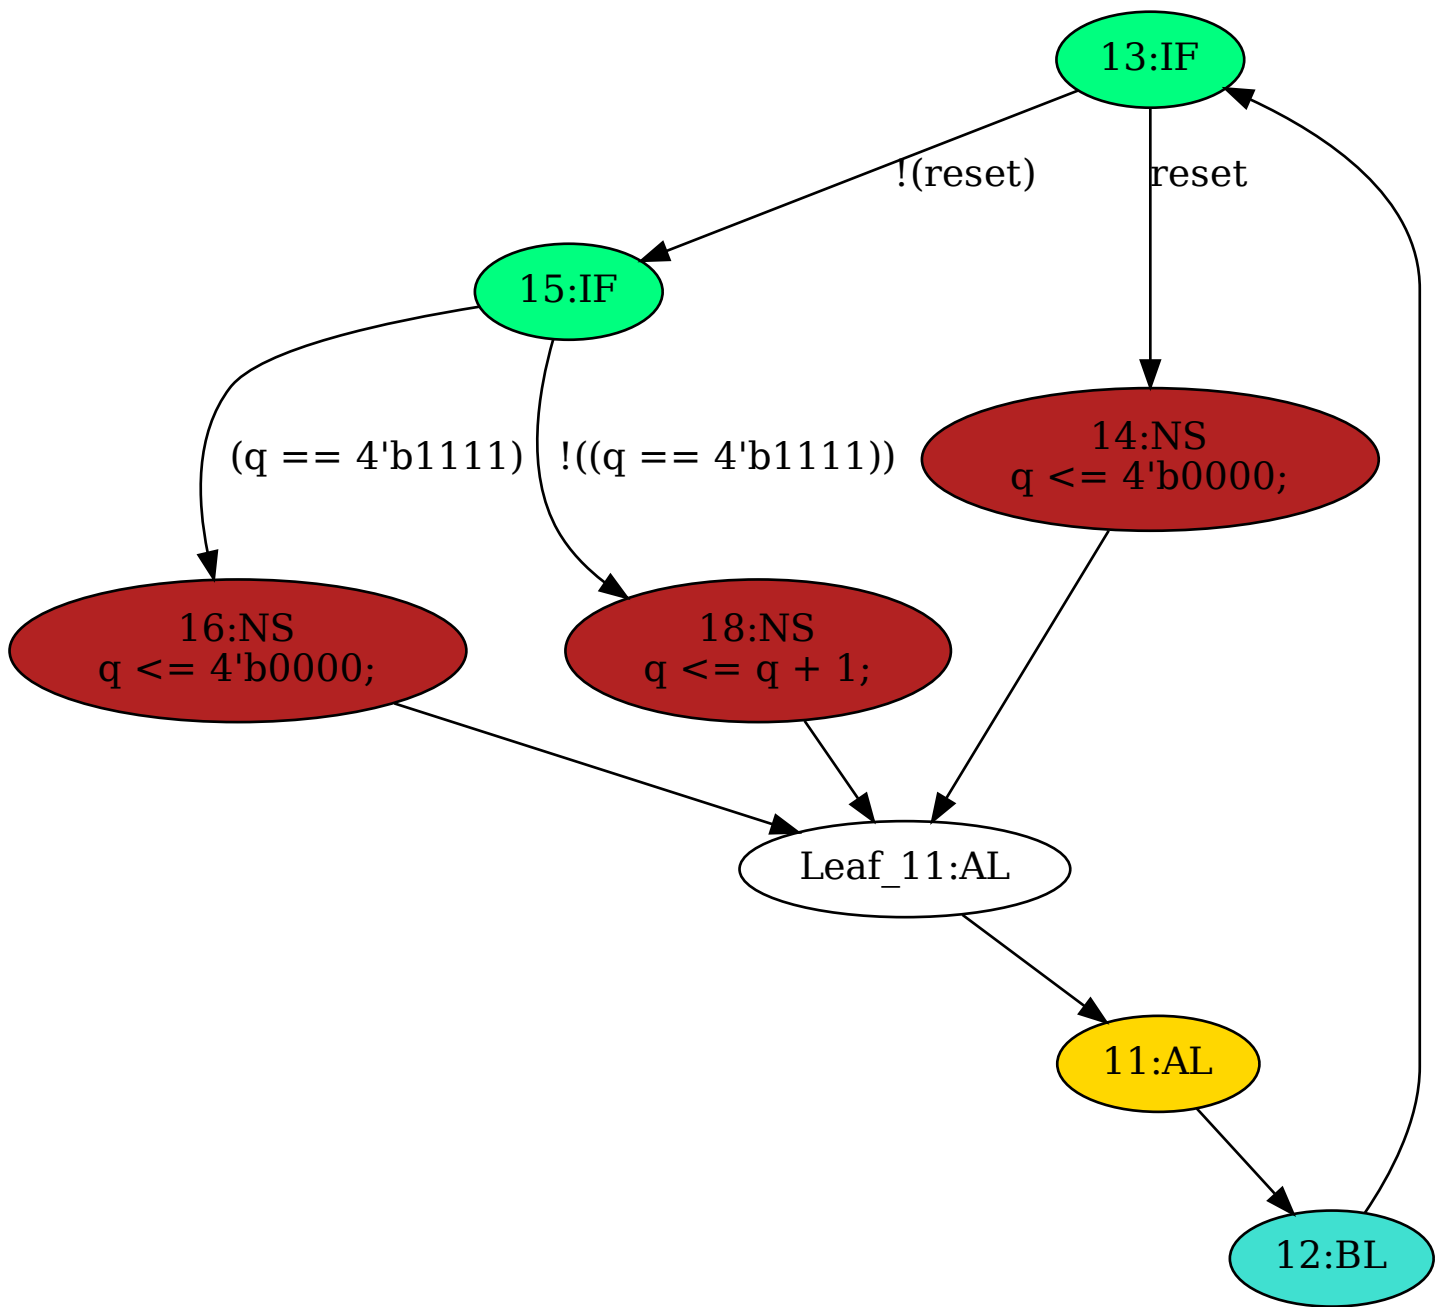 13:IF
!(reset)
reset
15:IF
(q == 4'b1111)
!((q == 4'b1111))
14:NS
q <= 4'b0000;
16:NS
q <= 4'b0000;
18:NS
q <= q + 1;
Leaf_11:AL
11:AL
12:BL